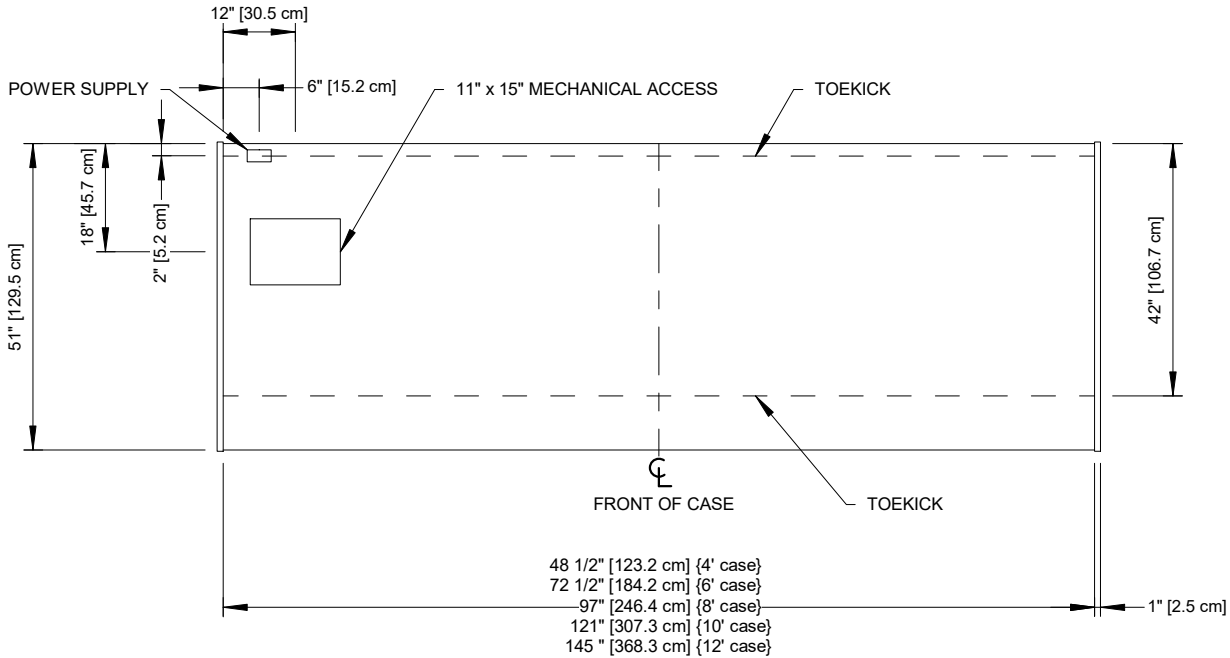 12" [30.5 cm]
POWER SUPPLY
6" [15.2 cm]
11" x 15" MECHANICAL ACCESS
TOEKICK
51" [129.5 cm]
18" [45.7 cm]
2" [5.2 cm]
42" [106.7 cm]
℄
FRONT OF CASE
TOEKICK
48 1/2" [123.2 cm] {4' case}
72 1/2" [184.2 cm] {6' case}
97" [246.4 cm] {8' case}
1" [2.5 cm]
121" [307.3 cm] {10' case}
145 " [368.3 cm] {12' case}